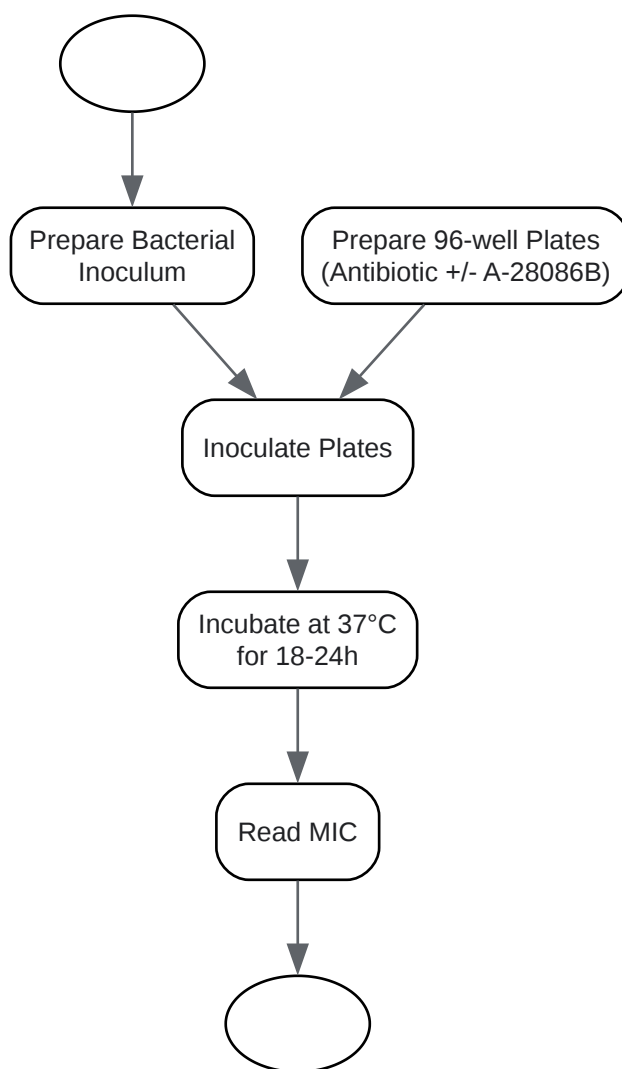 Prepare Bacterial
Inoculum
Prepare 96-well Plates
(Antibiotic +/- A-28086B)
Inoculate Plates
Incubate at 37°C
for 18-24h
Read MIC